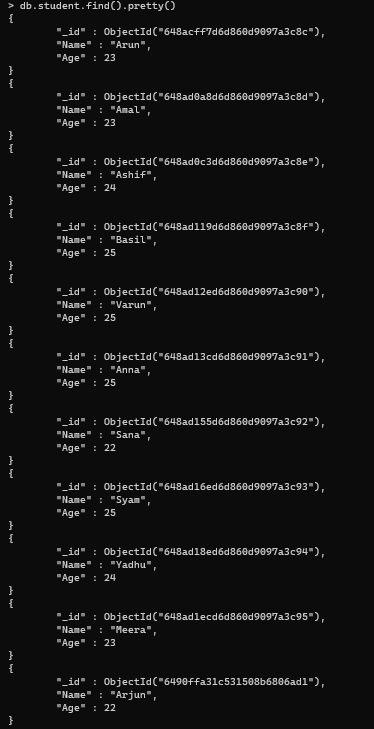 > db.student.find().pretty()
{
        "_id" : ObjectId("648acff7d6d860d9097a3c8c"),
        "Name" : "Arun",
        "Age" : 23
}
{
        "_id" : ObjectId("648ad0a8d6d860d9097a3c8d"),
        "Name" : "Amal",
        "Age" : 23
}
{
        "_id" : ObjectId("648ad0c3d6d860d9097a3c8e"),
        "Name" : "Ashif",
        "Age" : 24
}
{
        "_id" : ObjectId("648ad119d6d860d9097a3c8f"),
        "Name" : "Basil",
        "Age" : 25
}
{
        "_id" : ObjectId("648ad12ed6d860d9097a3c90"),
        "Name" : "Varun",
        "Age" : 25
}
{
        "_id" : ObjectId("648ad13cd6d860d9097a3c91"),
        "Name" : "Anna",
        "Age" : 25
}
{
        "_id" : ObjectId("648ad155d6d860d9097a3c92"),
        "Name" : "Sana",
        "Age" : 22
}
{
        "_id" : ObjectId("648ad16ed6d860d9097a3c93"),
        "Name" : "Syam",
        "Age" : 25
}
{
        "_id" : ObjectId("648ad18ed6d860d9097a3c94"),
        "Name" : "Yadhu",
        "Age" : 24
}
{
        "_id" : ObjectId("648ad1ecd6d860d9097a3c95"),
        "Name" : "Meera",
        "Age" : 23
}
{
        "_id" : ObjectId("6490ffa31c531508b6806ad1"),
        "Name" : "Arjun",
        "Age" : 22
}